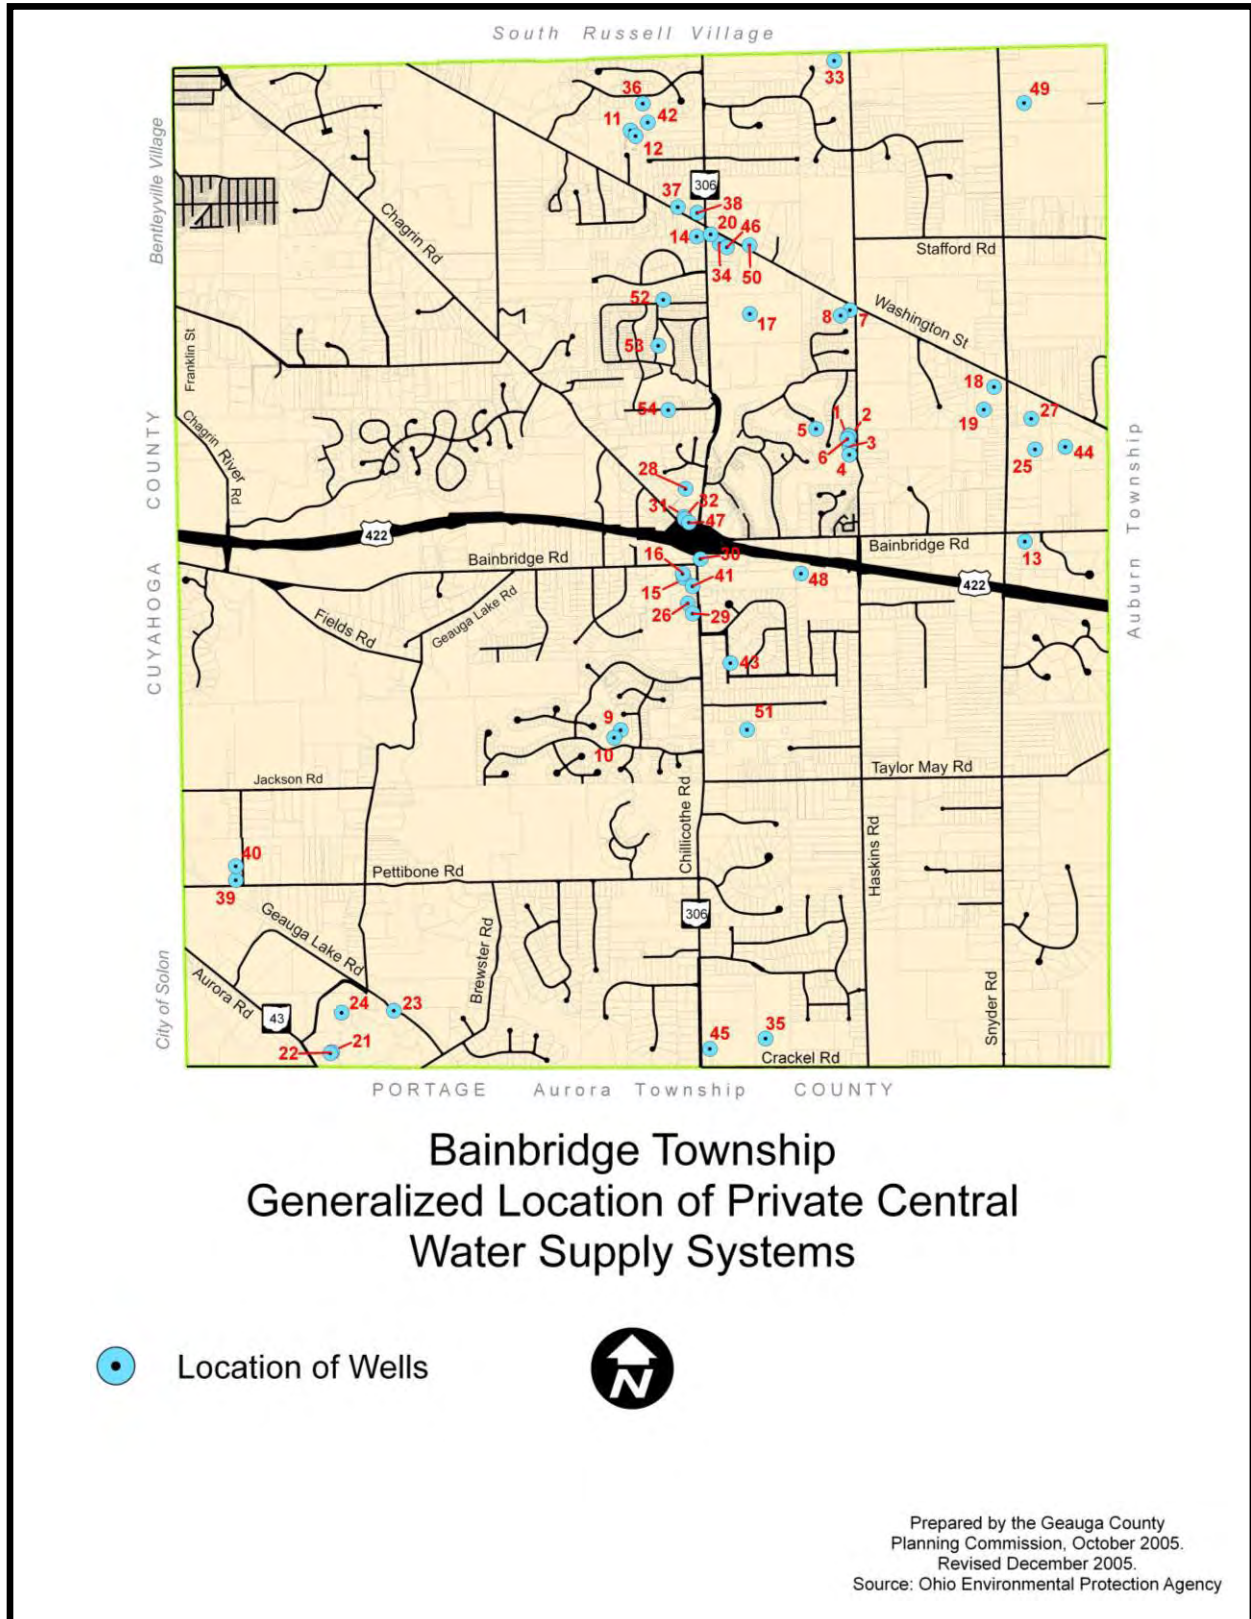 South Russell Village
33
36
49
42
11
12
Bentleyville Village
306
37
38
Chagrin Rd
20
46
14
Stafford Rd
34
50
52
Washington St
17
8
7
Franklin St
53
18
1
2
27
54
19
Chagrin River Rd
5
3
6
44
4
25
COUNTY
Auburn Township
28
31
32
47
422
Bainbridge Rd
Bainbridge Rd
16
30
13
41
48
422
15
Fields Rd
Geauga Lake Rd
26
29
CUYAHOGA
43
9
51
10
Taylor May Rd
Jackson Rd
Chillicothe Rd
Haskins Rd
40
Pettibone Rd
39
306
Geauga Lake Rd
Brewster Rd
City of Solon
Aurora Rd
Snyder Rd
43
24
23
21
22
45
35
Crackel Rd
PORTAGE Aurora Township COUNTY
Bainbridge Township
Generalized Location of Private Central
Water Supply Systems
Location of Wells
N
Prepared by the Geauga County
Planning Commission, October 2005.
Revised December 2005.
Source: Ohio Environmental Protection Agency